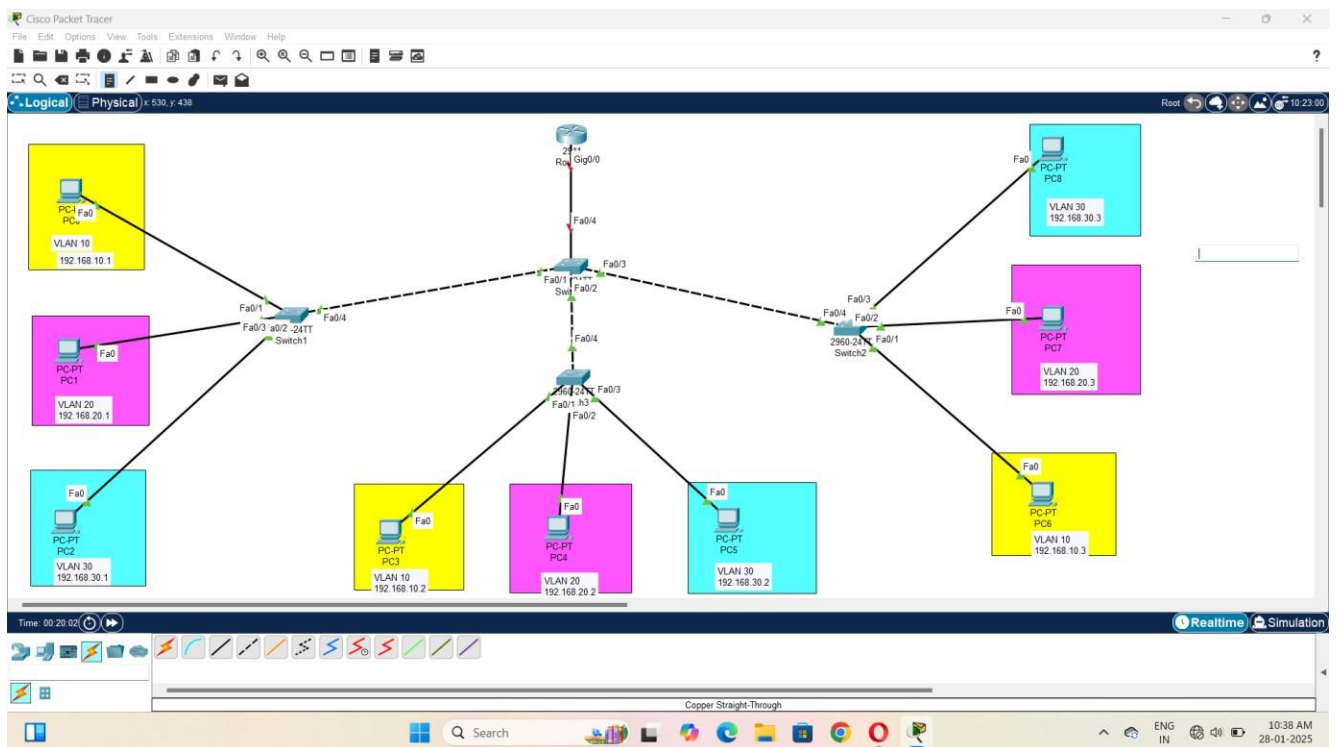 Cisco Packet Tracer
File Edit Options View Tools Extensions Window Help
?
Logical Physical x: 530, y: 438
Root 10:23:00
Gig0/0
Fa0/4
Fa0
PC0
VLAN 10
192.168.10.1
Fa0
PC-PT
PC8
VLAN 30
192.168.30.3
Fa0/1
Fa0/3
Fa0/2
Fa0/1
Fa0/4
Fa0/3
-24TT
Switch1
Fa0
PC-PT
PC1
VLAN 20
192.168.20.1
Fa0/3
Fa0/4
Fa0/2
Fa0/1
2960-24TT
Switch2
Fa0
PC-PT
PC7
VLAN 20
192.168.20.3
Fa0/4
2960-24TT
Fa0/3
Fa0/1
Fa0/2
Fa0
PC-PT
PC2
VLAN 30
192.168.30.1
Fa0
PC-PT
PC3
VLAN 10
192.168.10.2
Fa0
PC-PT
PC4
VLAN 20
192.168.20.2
Fa0
PC-PT
PC5
VLAN 30
192.168.30.2
Fa0
PC-PT
PC6
VLAN 10
192.168.10.3
Time: 00:20:02
Realtime Simulation
Copper Straight-Through
Search
ENG
IN
10:38 AM
28-01-2025